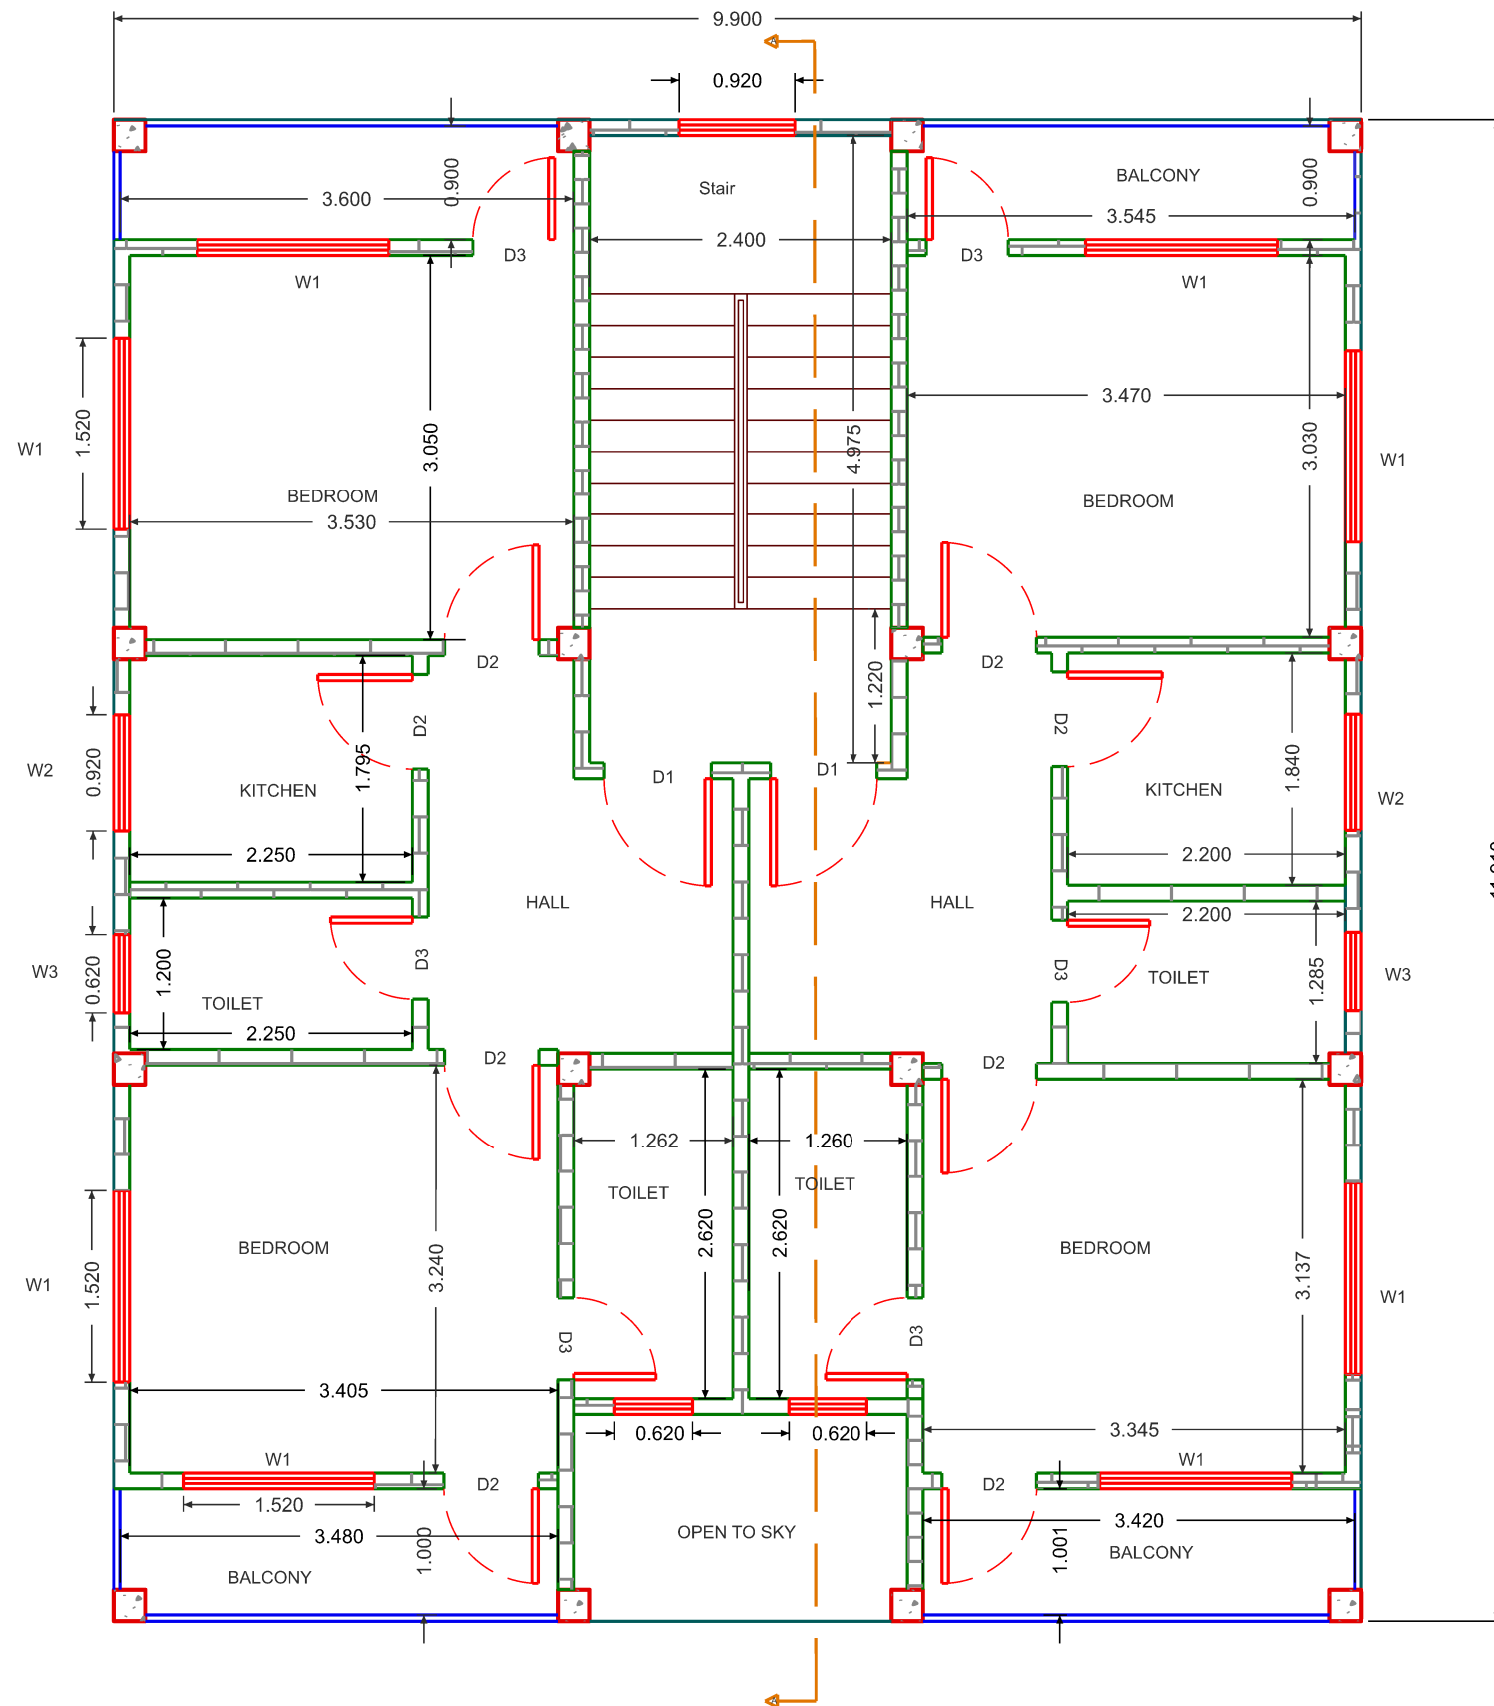 9.900
A
0.920
0.900
3.600
Stair
BALCONY
0.900
3.545
2.400
D3
D3
W1
W1
3.470
1.520
W1
3.050
4.975
3.030
W1
BEDROOM
3.530
BEDROOM
D2
D2
1.220
D2
D2
W2
0.920
1.795
KITCHEN
D1
D1
KITCHEN
1.840
W2
2.250
2.200
HALL
HALL
2.200
W3
0.620
1.200
D3
D3
TOILET
1.285
W3
TOILET
2.250
D2
D2
1.262
1.260
TOILET
TOILET
2.620
2.620
BEDROOM
BEDROOM
3.240
3.137
W1
1.520
W1
D3
D3
3.405
0.620
0.620
3.345
W1
W1
D2
D2
1.520
3.480
1.000
OPEN TO SKY
3.420
1.001
BALCONY
BALCONY
A